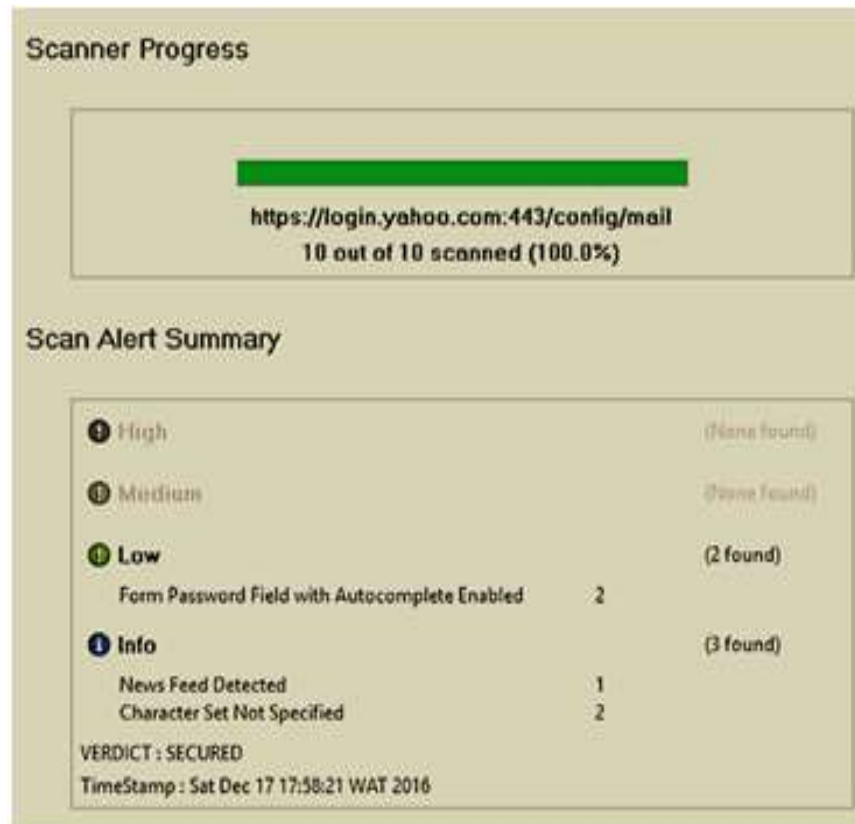 Scanner Progress
https://login.yahoo.com:443/config/mail
10 out of 10 scanned (100.0%)
Scan Alert Summary
High (None found)
Medium (None found)
Low (2 found)
Form Password Field with Autocomplete Enabled 2
Info (3 found)
News Feed Detected 1
Character Set Not Specified 2
VERDICT : SECURED
TimeStamp : Sat Dec 17 17:58:21 WAT 2016